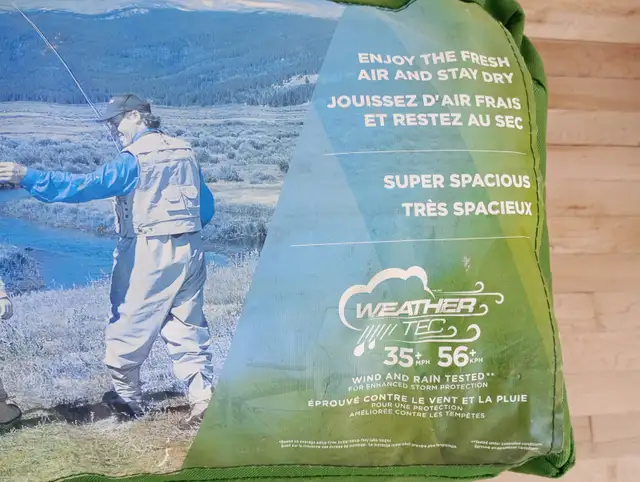 ENJOY THE FRESH
AIR AND STAY DRY
JOUISSEZ D'AIR FRAIS
ET RESTEZ AU SEC
SUPER SPACIOUS
TRÈS SPACIEUX
WEATHER
TEC
35+ MPH 56+ KPH
WIND AND RAIN TESTED**
FOR ENHANCED STORM PROTECTION
ÉPROUVÉ CONTRE LE VENT ET LA PLUIE
POUR UNE PROTECTION
AMÉLIORÉE CONTRE LES TEMPÊTES